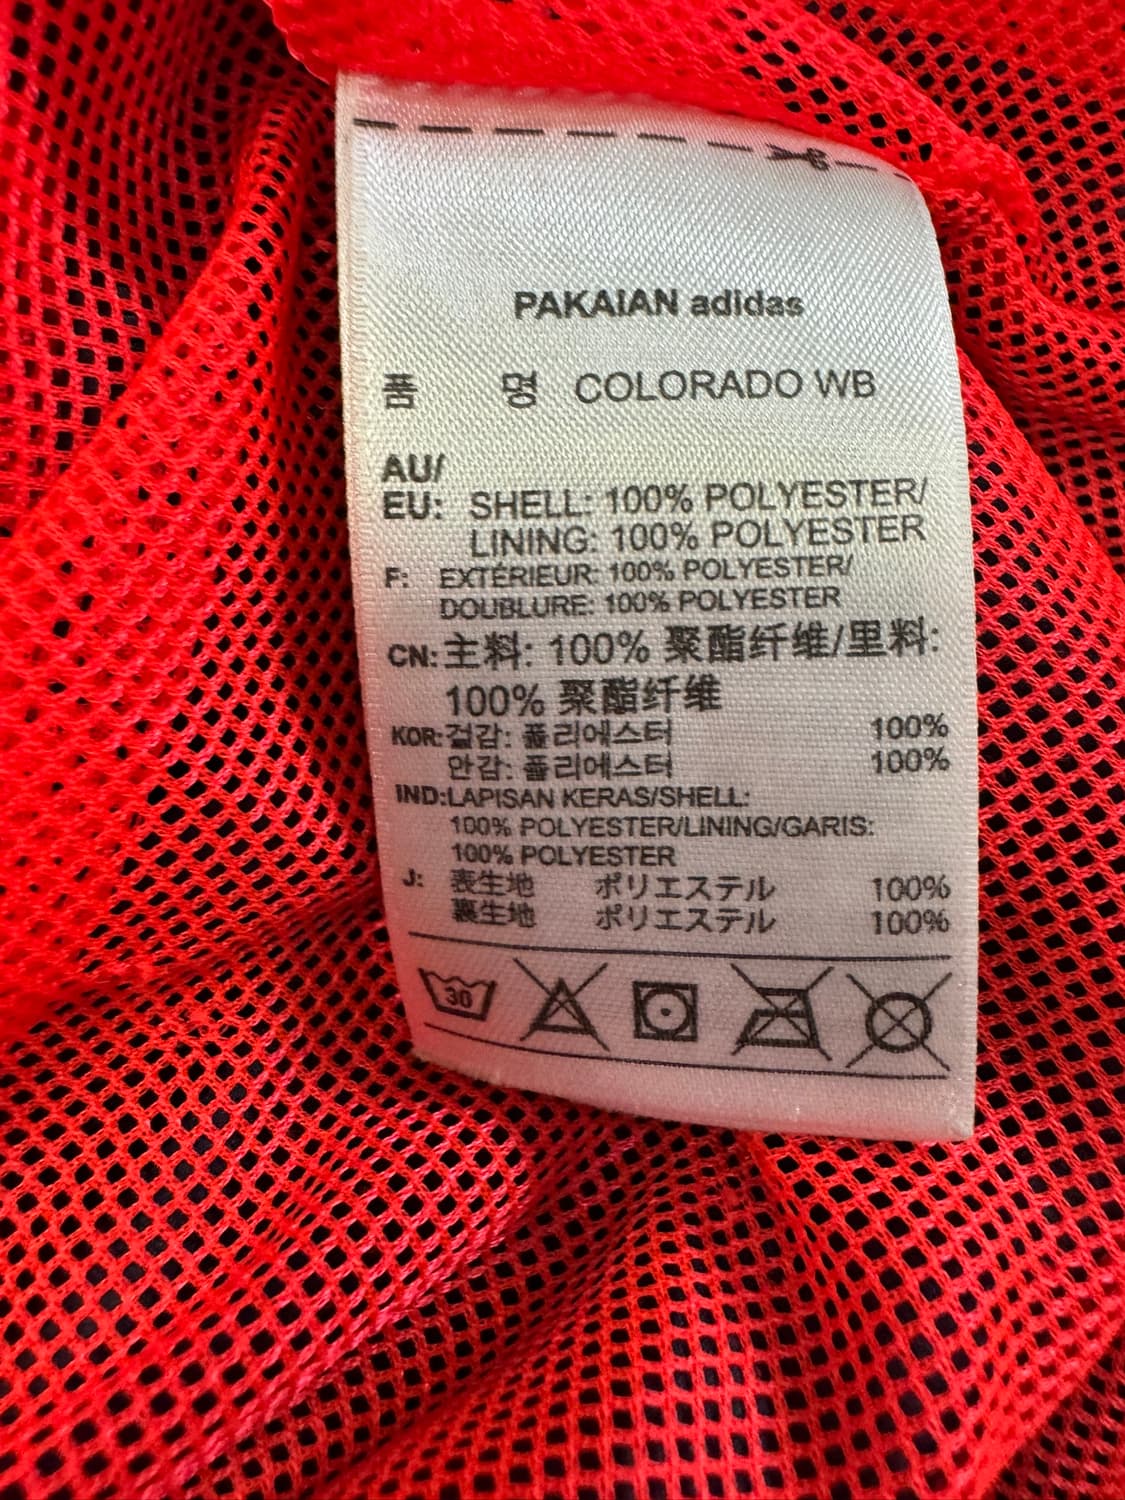 PAKAIAN adidas
품 명 COLORADO WB
AU/
EU: SHELL: 100% POLYESTER/
LINING: 100% POLYESTER
F: EXTÉRIEUR: 100% POLYESTER/
DOUBLURE: 100% POLYESTER
CN: 主料: 100% 聚酯纤维/里料:
100% 聚酯纤维
KOR: 겉감: 폴리에스터 100%
안감: 폴리에스터 100%
IND: LAPISAN KERAS/SHELL:
100% POLYESTER/LINING/GARIS:
100% POLYESTER
J: 表生地 ポリエステル 100%
裏生地 ポリエステル 100%
30